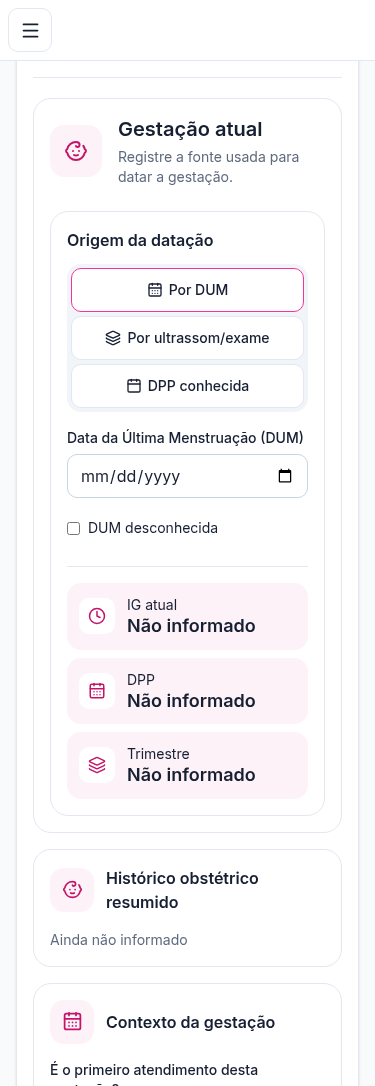 Gestação atual
Registre a fonte usada para
datar a gestação.
Origem da datação
Por DUM
Por ultrassom/exame
DPP conhecida
Data da Última Menstruação (DUM)
mm/dd/yyyy
DUM desconhecida
IG atual
Não informado
DPP
Não informado
Trimestre
Não informado
Histórico obstétrico
resumido
Ainda não informado
Contexto da gestação
É o primeiro atendimento desta